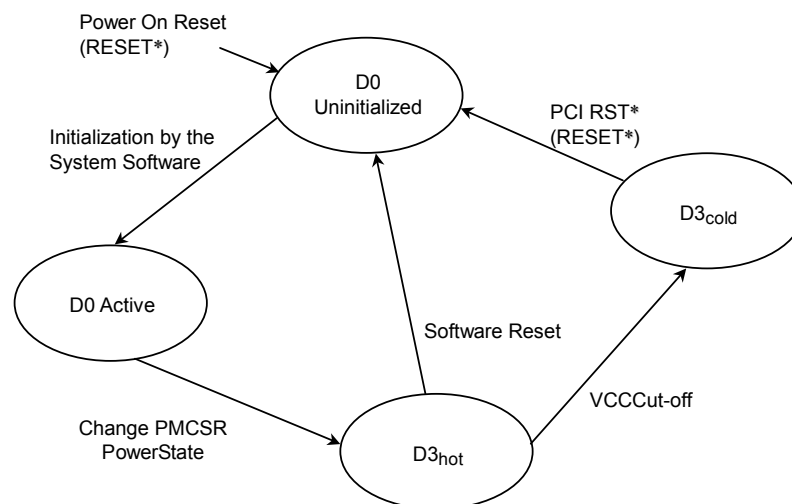 Power On Reset
(RESET*)
D0
Uninitialized
PCI RST*
(RESET*)
Initialization by the
System Software
D3cold
D0 Active
Software Reset
VCCCut-off
Change PMCSR
PowerState
D3hot